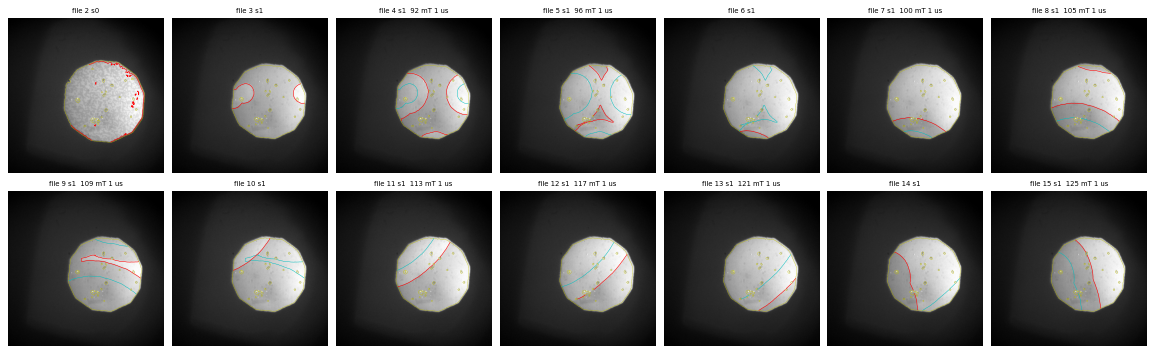 file 2 s0
file 3 s1
file 4 s1  92 mT 1 us
file 5 s1  96 mT 1 us
file 6 s1
file 7 s1  100 mT 1 us
file 8 s1  105 mT 1 us
file 9 s1  109 mT 1 us
file 10 s1
file 11 s1  113 mT 1 us
file 12 s1  117 mT 1 us
file 13 s1  121 mT 1 us
file 14 s1
file 15 s1  125 mT 1 us